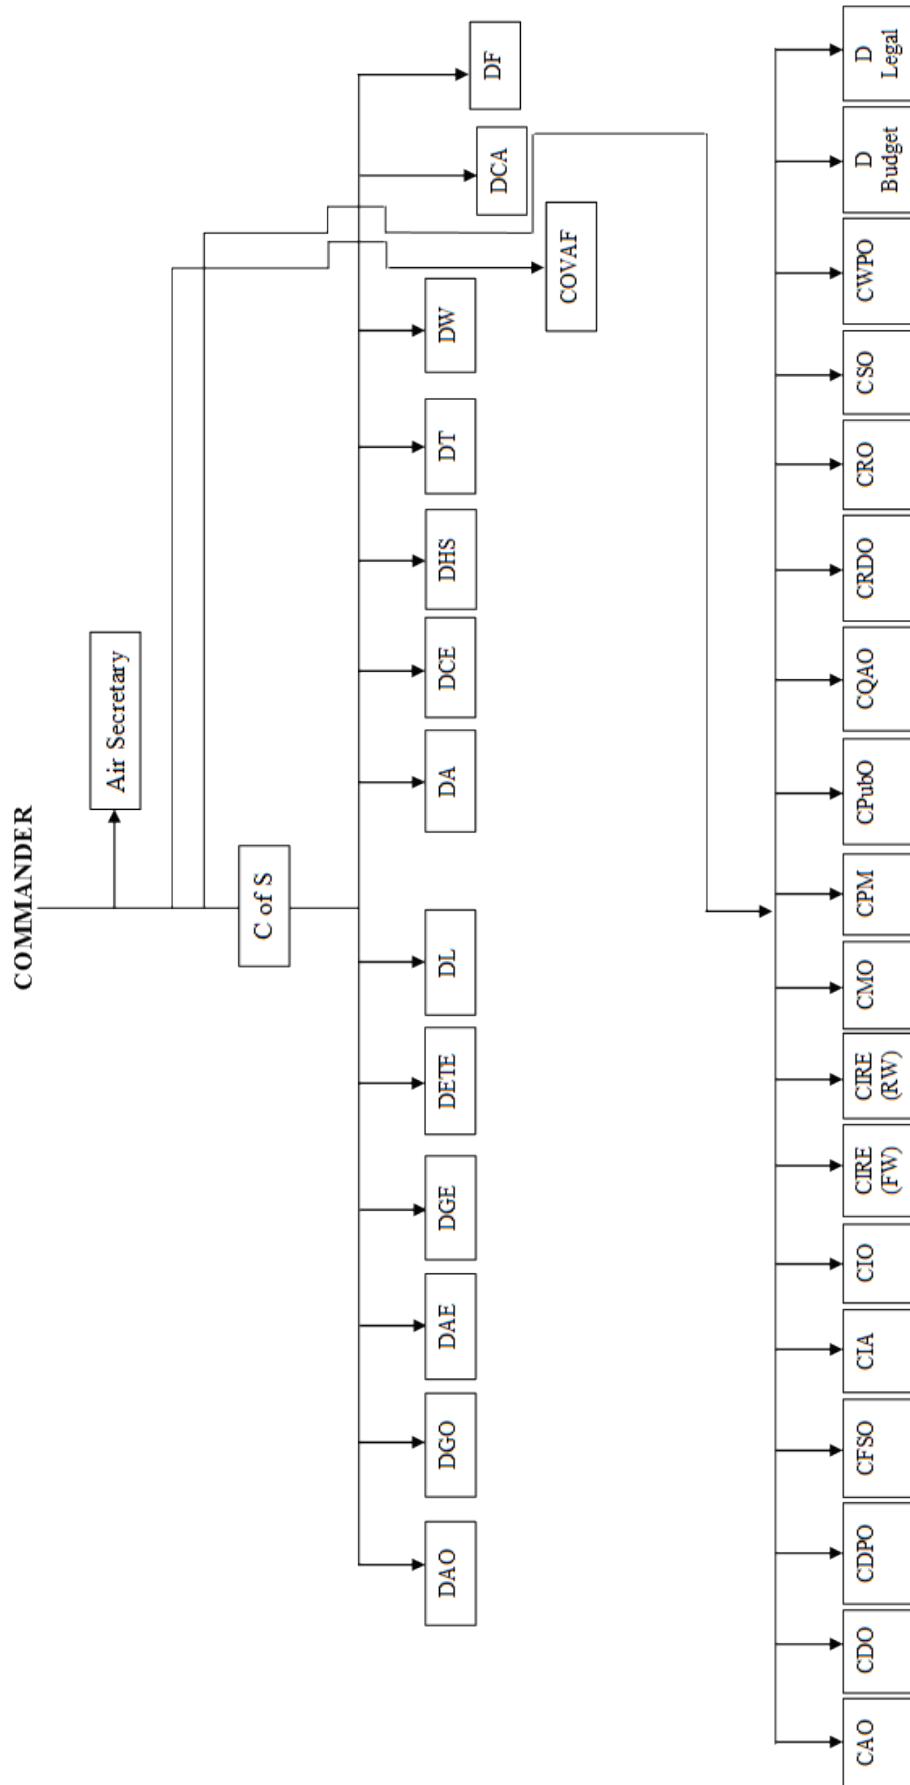 COMMANDER
Air Secretary
C of S
DAO
DGO
DAE
DGE
DETE
DL
DA
DCE
DHS
DT
DW
DCA
DF
COVAF
CAO
CDO
CDPO
CFSO
CIA
CIO
CIRE
(FW)
CIRE
(RW)
CMO
CPM
CPubO
CQAO
CRDO
CRO
CSO
CWPO
D
Budget
D
Legal